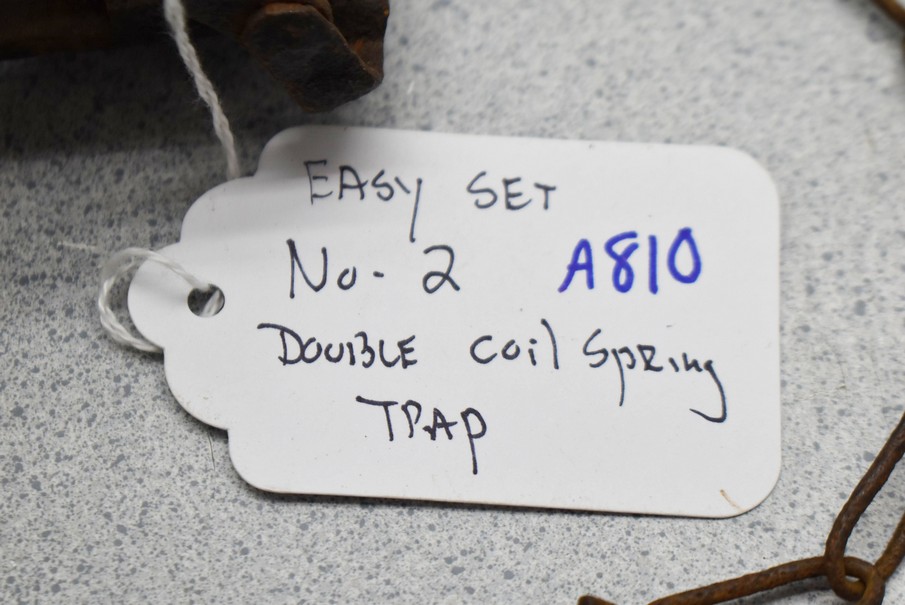 EASY SET
No-2 A810
DOUBLE coil SpRing
TRAp